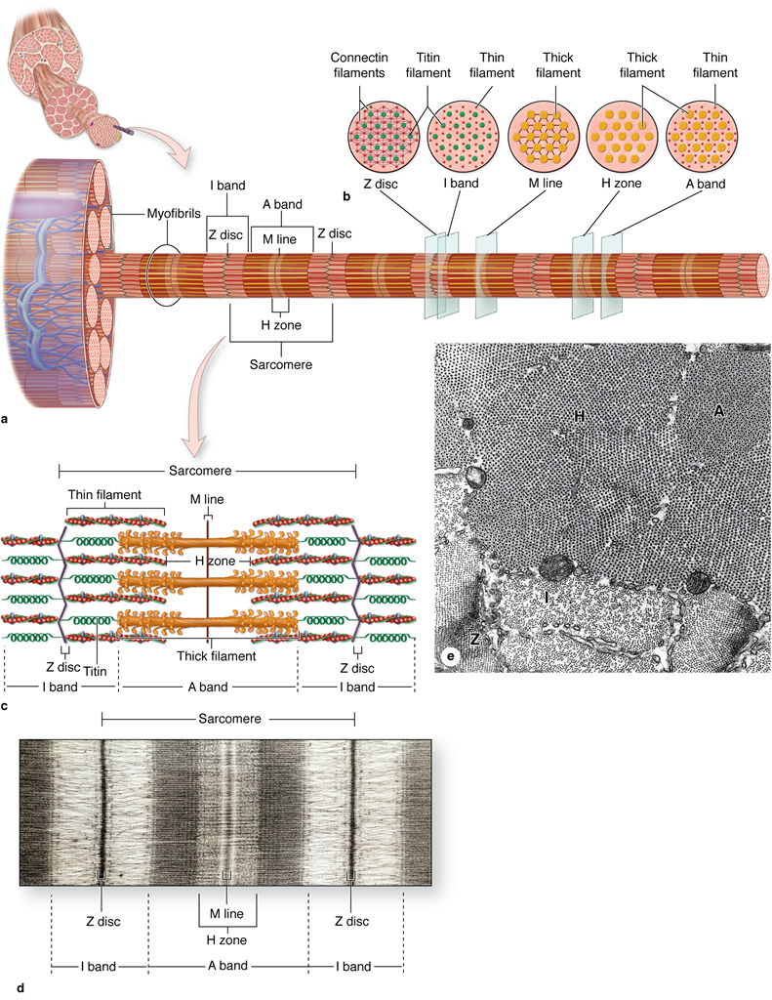 Connectin
filaments
Titin
filament
Thin
filament
Thick
filament
Thick
filament
Thin
filament
Z disc
I band
M line
H zone
A band
b
Myofibrils
I band
A band
Z disc
M line
Z disc
H zone
Sarcomere
a
H
A
I
Z
e
Sarcomere
Thin filament
M line
H zone
Thick filament
Z disc
Titin
Z disc
I band
A band
I band
c
Sarcomere
Z disc
M line
H zone
Z disc
I band
A band
I band
d